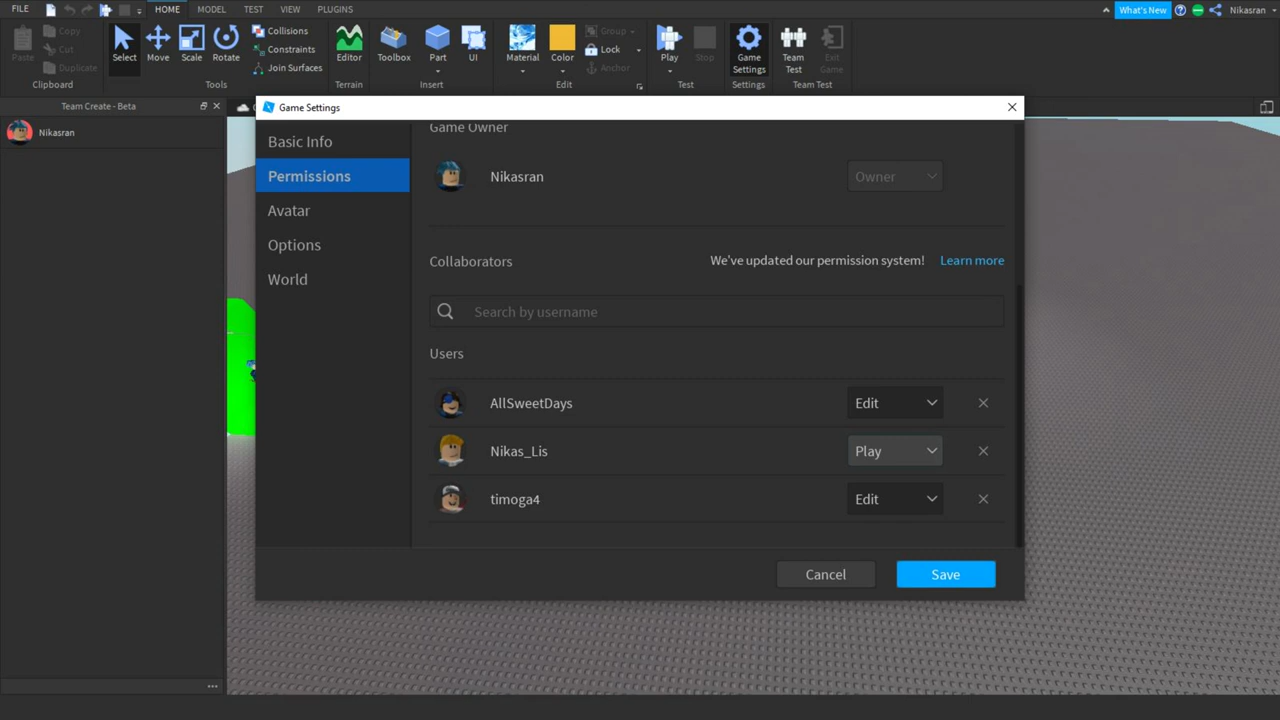 FILE
HOME
MODEL
TEST
VIEW
PLUGINS
What's New
Nikasran
Paste
Copy
Cut
Duplicate
Clipboard
Select
Move
Scale
Rotate
Collisions
Constraints
Join Surfaces
Tools
Editor
Terrain
Toolbox
Part
UI
Insert
Material
Color
Group
Lock
Anchor
Edit
Play
Stop
Test
Game
Settings
Settings
Team
Test
Exit
Game
Team Test
Team Create - Beta
Nikasran
Game Settings
Basic Info
Permissions
Avatar
Options
World
Game Owner
Nikasran
Owner
Collaborators
We've updated our permission system!
Learn more
Search by username
Users
AllSweetDays
Edit
Nikas_Lis
Play
timoga4
Edit
Cancel
Save